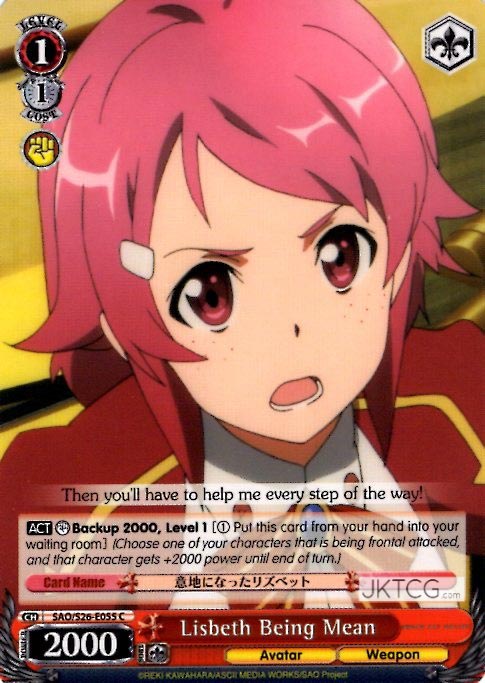 LEVEL
1
1
COST
Then you'll have to help me every step of the way!
ACT Backup 2000, Level 1 [① Put this card from your hand into your
waiting room] (Choose one of your characters that is being frontal attacked,
and that character gets +2000 power until end of turn.)
Card Name 意地になったリズベット
JKTCG.com
CH SAO/S26-E055 C
Lisbeth Being Mean
POWER
2000
SOUL
Avatar Weapon
©REKI KAWAHARA/ASCII MEDIA WORKS/SAO Project